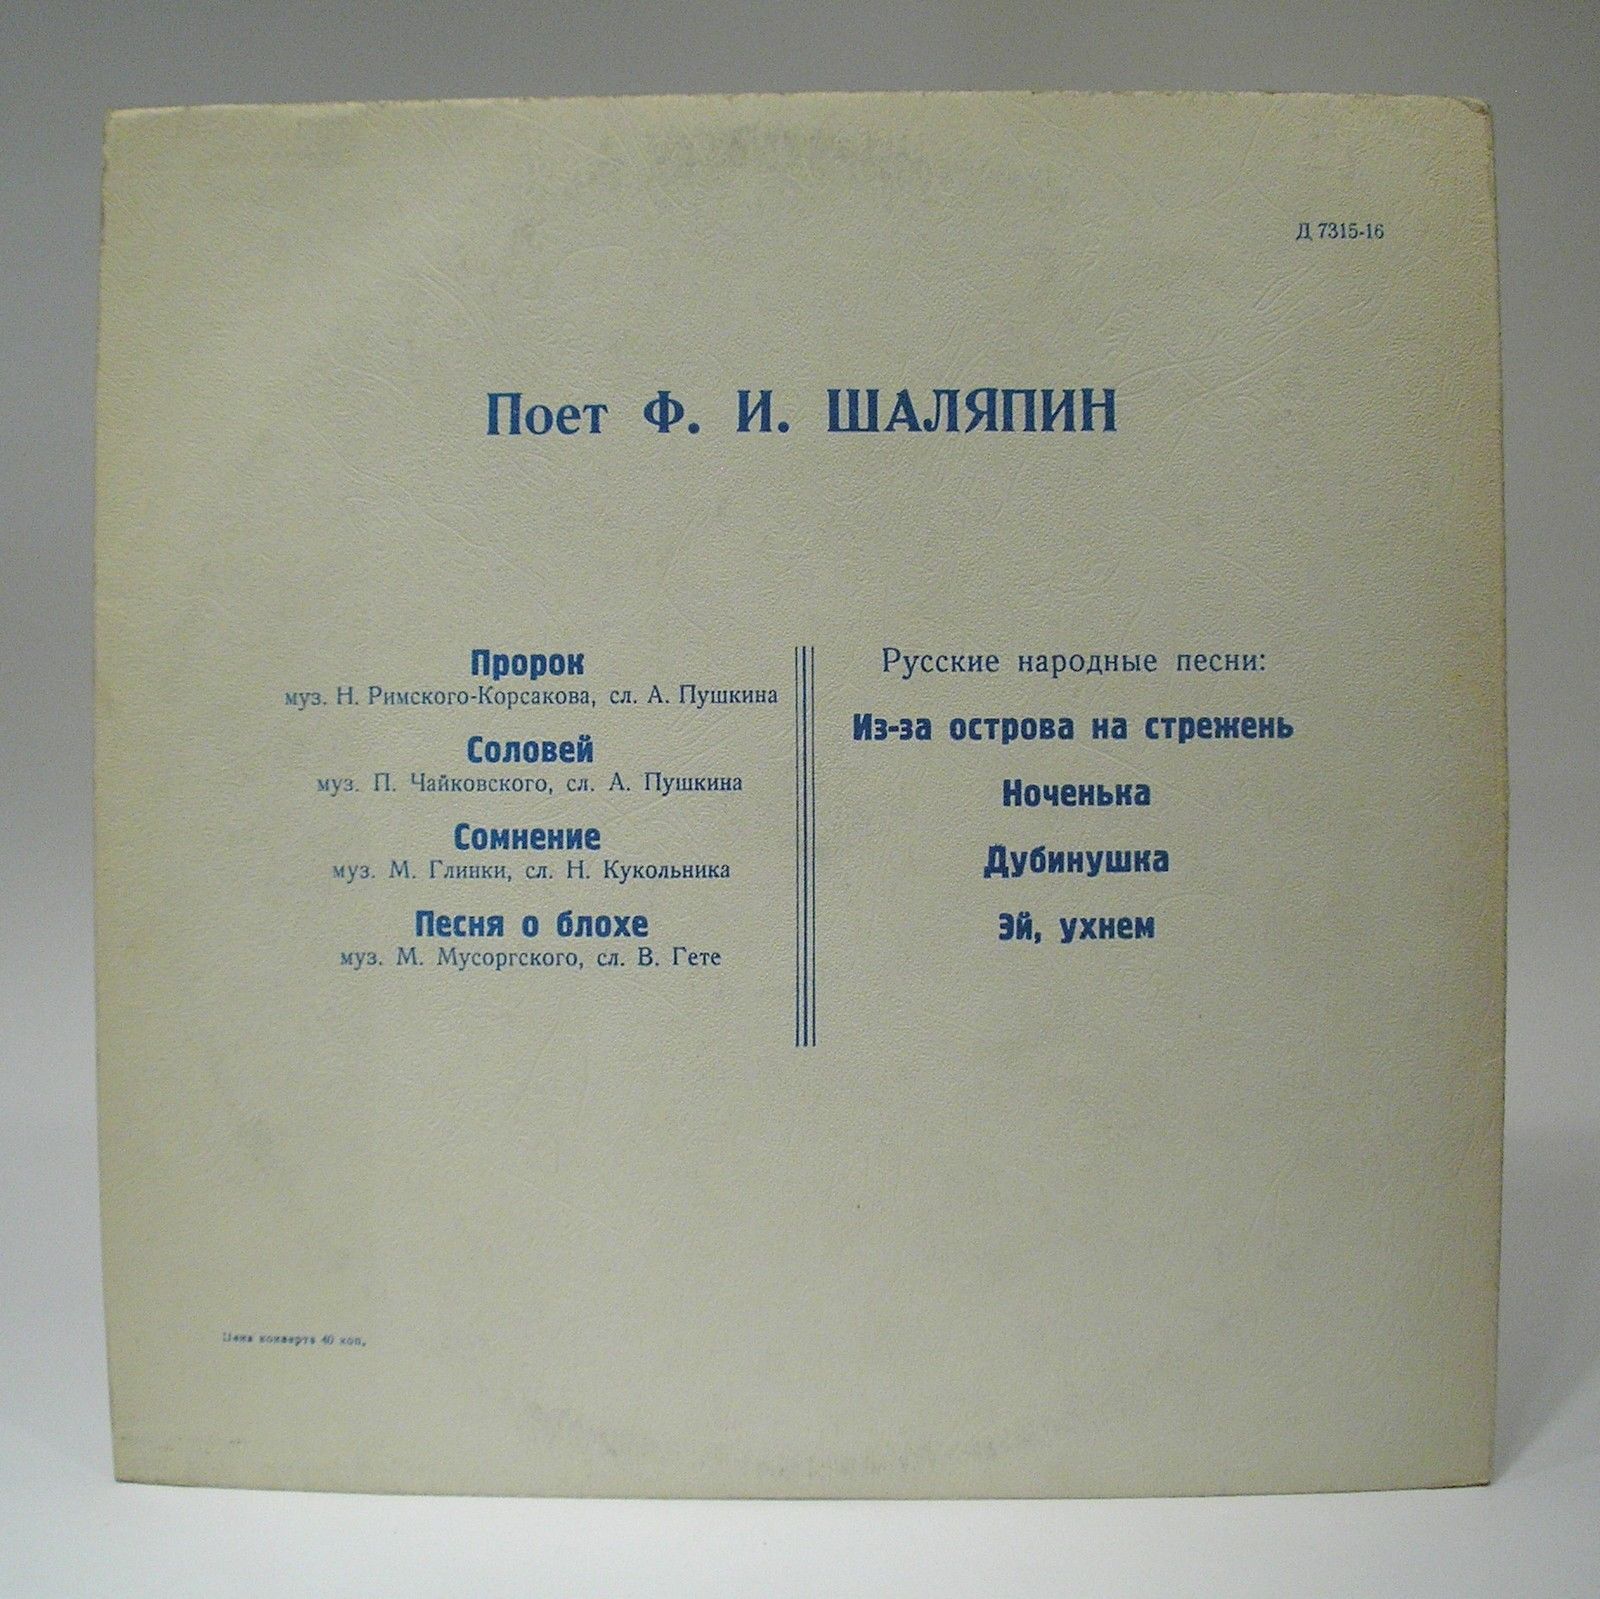 Д 7315-16
Поет Ф. И. ШАЛЯПИН
Пророк
муз. Н. Римского-Корсакова, сл. А. Пушкина
Соловей
муз. П. Чайковского, сл. А. Пушкина
Сомнение
муз. М. Глинки, сл. Н. Кукольника
Песня о блохе
муз. М. Мусоргского, сл. В. Гете
Русские народные песни:
Из-за острова на стрежень
Ноченька
Дубинушка
Эй, ухнем
Цена конверта 40 коп.